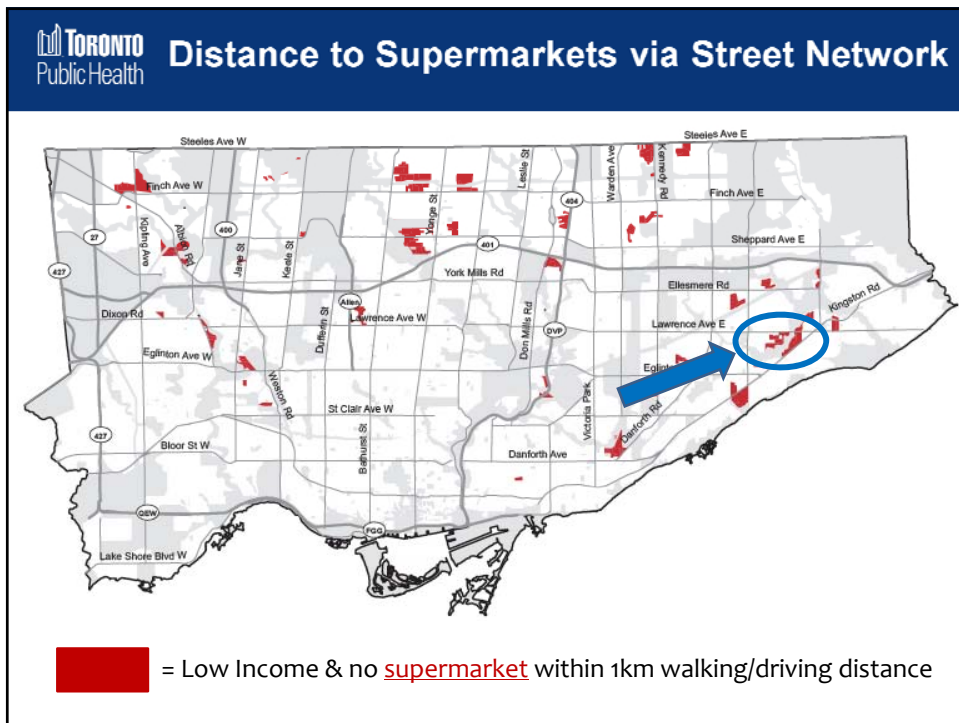 TORONTO
Public Health
Distance to Supermarkets via Street Network
Steeles Ave W
Steeles Ave E
Finch Ave W
Finch Ave E
Leslie St
Warden Ave
Kennedy Rd
404
Kipling Ave
Albion Rd
27
400
Jane St
Keele St
Yonge St
401
Sheppard Ave E
427
York Mills Rd
Ellesmere Rd
Kingston Rd
Dixon Rd
Allen
Lawrence Ave W
Lawrence Ave E
Dufferin St
Don Mills Rd
DVP
Eglinton Ave W
Eglint
Weston Rd
St Clair Ave W
Victoria Park
Danforth Rd
427
Bloor St W
Bathurst St
Danforth Ave
QEW
FGG
Lake Shore Blvd W
= Low Income & no supermarket within 1km walking/driving distance